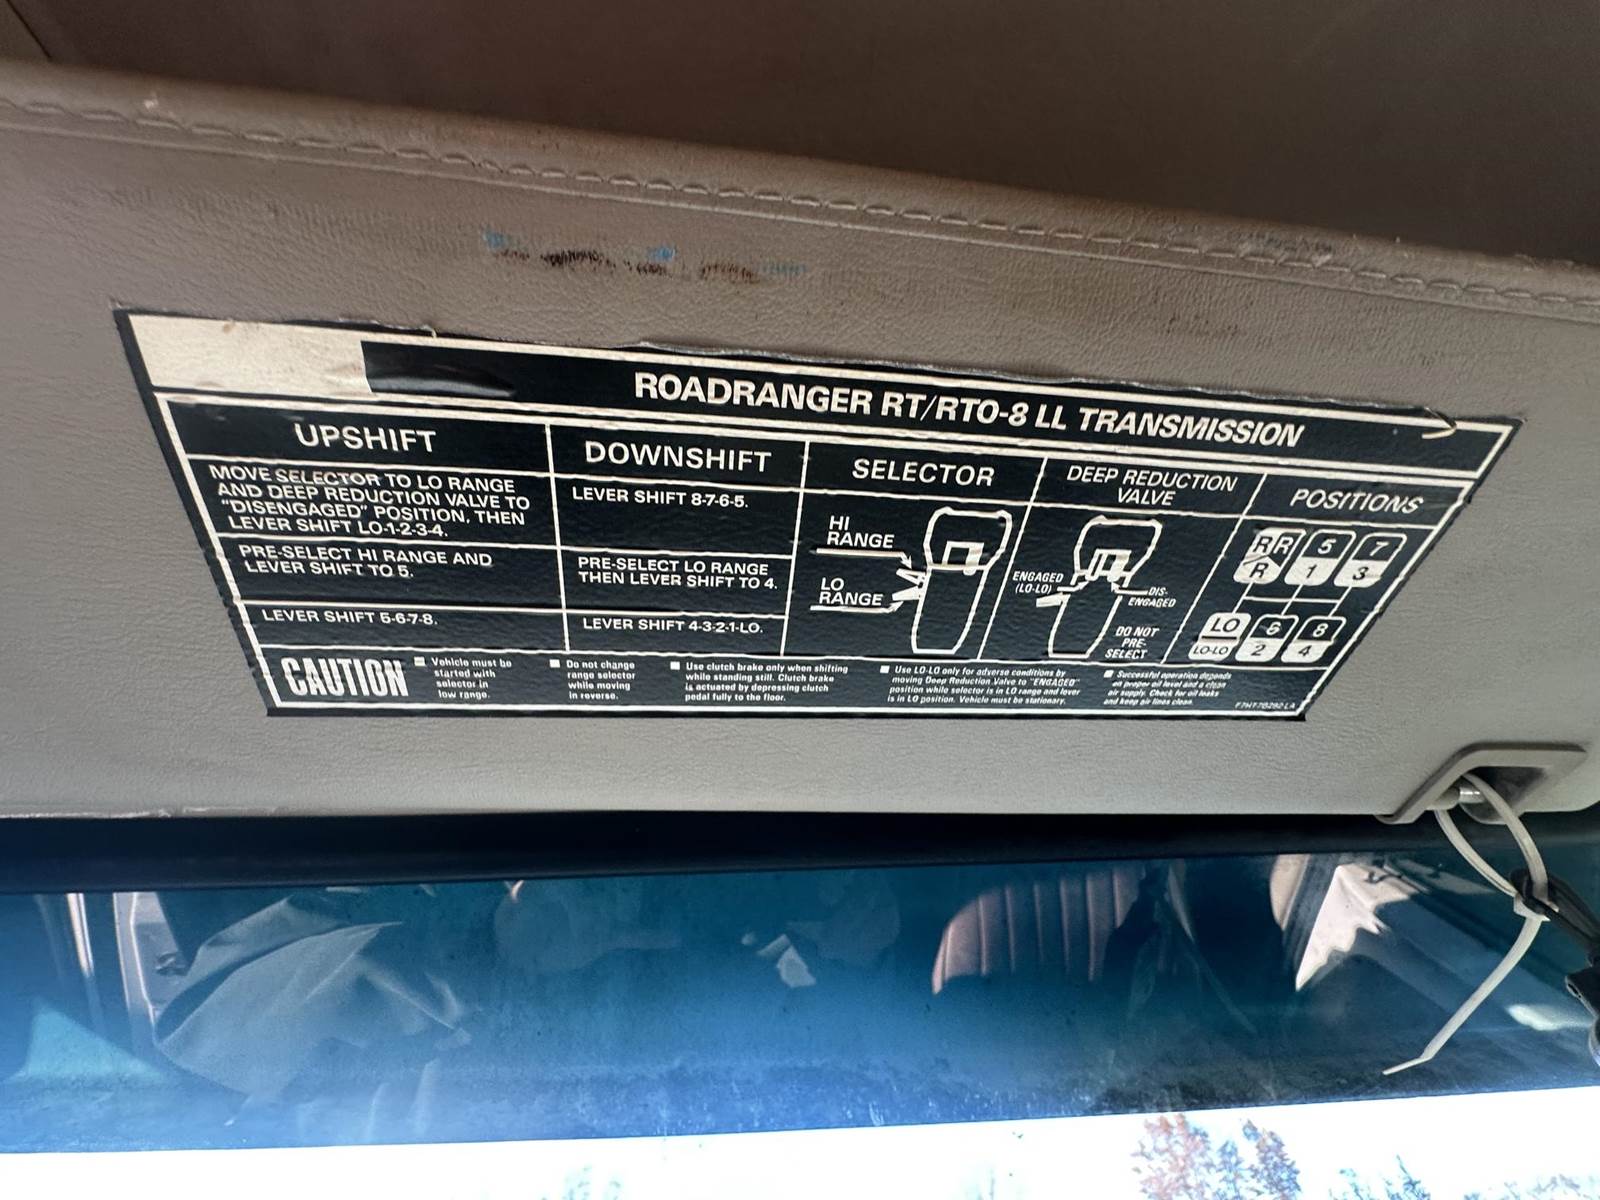 ROADRANGER RT/RTO-8 LL TRANSMISSION
UPSHIFT
MOVE SELECTOR TO LO RANGE
AND DEEP REDUCTION VALVE TO
"DISENGAGED" POSITION, THEN
LEVER SHIFT LO-1-2-3-4.
PRE-SELECT HI RANGE AND
LEVER SHIFT TO 5.
LEVER SHIFT 5-6-7-8.
DOWNSHIFT
LEVER SHIFT 8-7-6-5.
PRE-SELECT LO RANGE
THEN LEVER SHIFT TO 4.
LEVER SHIFT 4-3-2-1-LO.
SELECTOR
HI
RANGE
LO
RANGE
DEEP REDUCTION
VALVE
ENGAGED
(LO-LO)
DIS-
ENGAGED
DO NOT
PRE-
SELECT
POSITIONS
R R 5 7
R 1 3
LO 6 8
LO-LO 2 4
CAUTION
Vehicle must be
started with
selector in
low range.
Do not change
range selector
while moving
in reverse.
Use clutch brake only when shifting
while standing still. Clutch brake
is actuated by depressing clutch
pedal fully to the floor.
Use LO-LO only for adverse conditions by
moving Deep Reduction Valve to "ENGAGED"
position while selector is in LO range and lever
is in LO position. Vehicle must be stationary.
Successful operation depends
on proper oil level and a clean
air supply. Check for oil leaks
and keep air lines clean.
F7HT7B282 LA